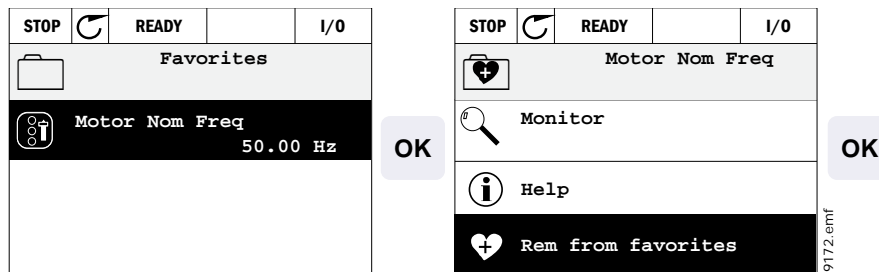 STOP READY I/O
Favorites
Motor Nom Freq
50.00 Hz
OK
STOP READY I/O
Motor Nom Freq
Monitor
Help
Rem from favorites
OK
9172.emf